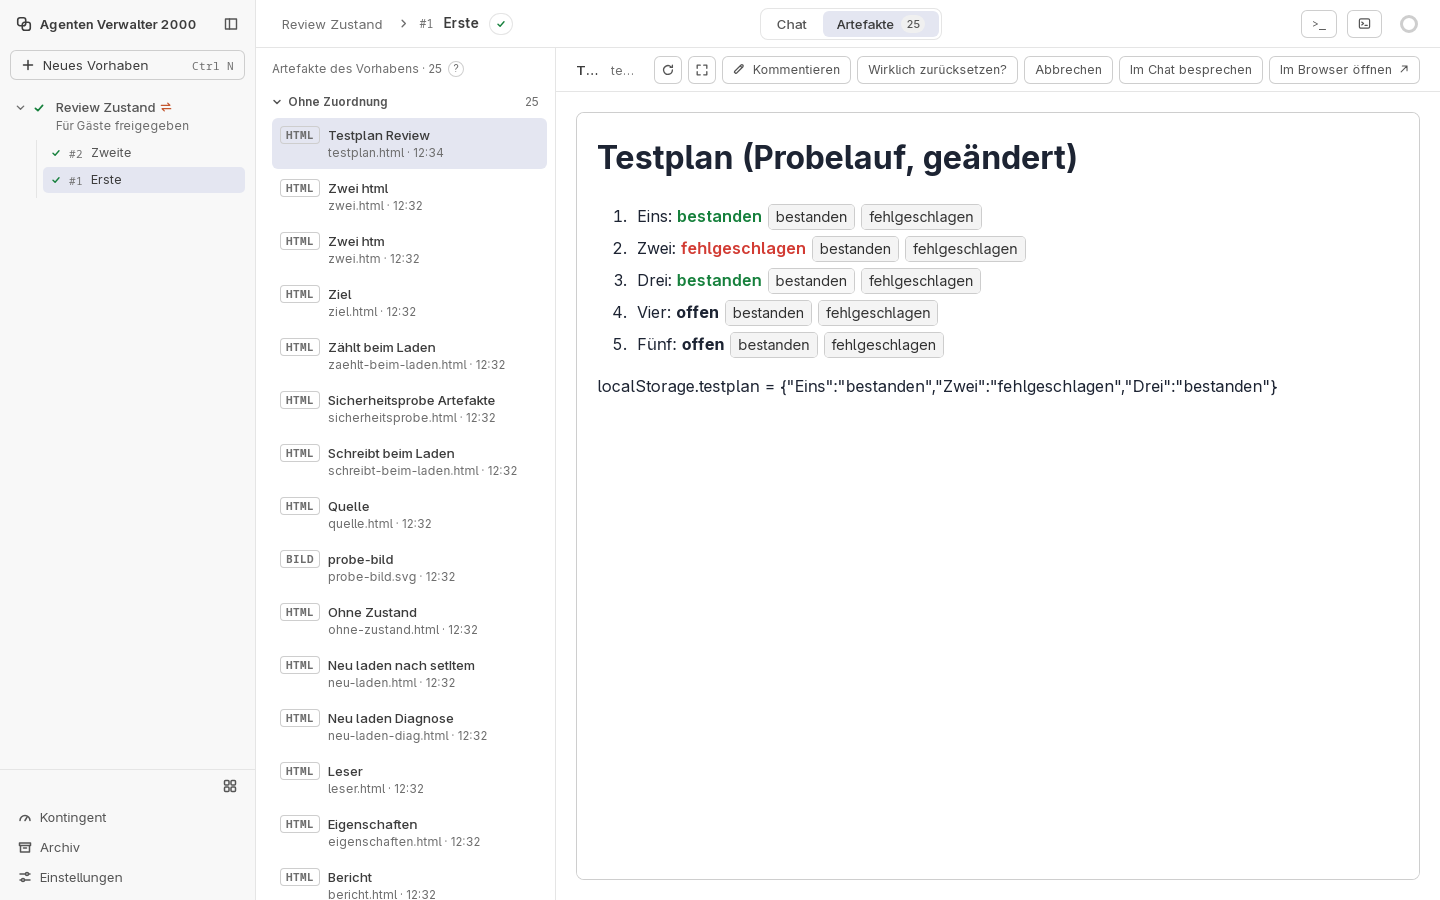 Agenten Verwalter 2000
Neues Vorhaben Ctrl N
Review Zustand
Für Gäste freigegeben
#2 Zweite
#1 Erste
Kontingent
Archiv
Einstellungen
Review Zustand > #1 Erste
Chat Artefakte 25
>_
Artefakte des Vorhabens · 25 ?
Ohne Zuordnung 25
HTML Testplan Review
testplan.html · 12:34
HTML Zwei html
zwei.html · 12:32
HTML Zwei htm
zwei.htm · 12:32
HTML Ziel
ziel.html · 12:32
HTML Zählt beim Laden
zaehlt-beim-laden.html · 12:32
HTML Sicherheitsprobe Artefakte
sicherheitsprobe.html · 12:32
HTML Schreibt beim Laden
schreibt-beim-laden.html · 12:32
HTML Quelle
quelle.html · 12:32
BILD probe-bild
probe-bild.svg · 12:32
HTML Ohne Zustand
ohne-zustand.html · 12:32
HTML Neu laden nach setItem
neu-laden.html · 12:32
HTML Neu laden Diagnose
neu-laden-diag.html · 12:32
HTML Leser
leser.html · 12:32
HTML Eigenschaften
eigenschaften.html · 12:32
HTML Bericht
bericht.html · 12:32
T… te…
Kommentieren
Wirklich zurücksetzen?
Abbrechen
Im Chat besprechen
Im Browser öffnen ↗
Testplan (Probelauf, geändert)
1. Eins: bestanden bestanden fehlgeschlagen
2. Zwei: fehlgeschlagen bestanden fehlgeschlagen
3. Drei: bestanden bestanden fehlgeschlagen
4. Vier: offen bestanden fehlgeschlagen
5. Fünf: offen bestanden fehlgeschlagen
localStorage.testplan = {"Eins":"bestanden","Zwei":"fehlgeschlagen","Drei":"bestanden"}